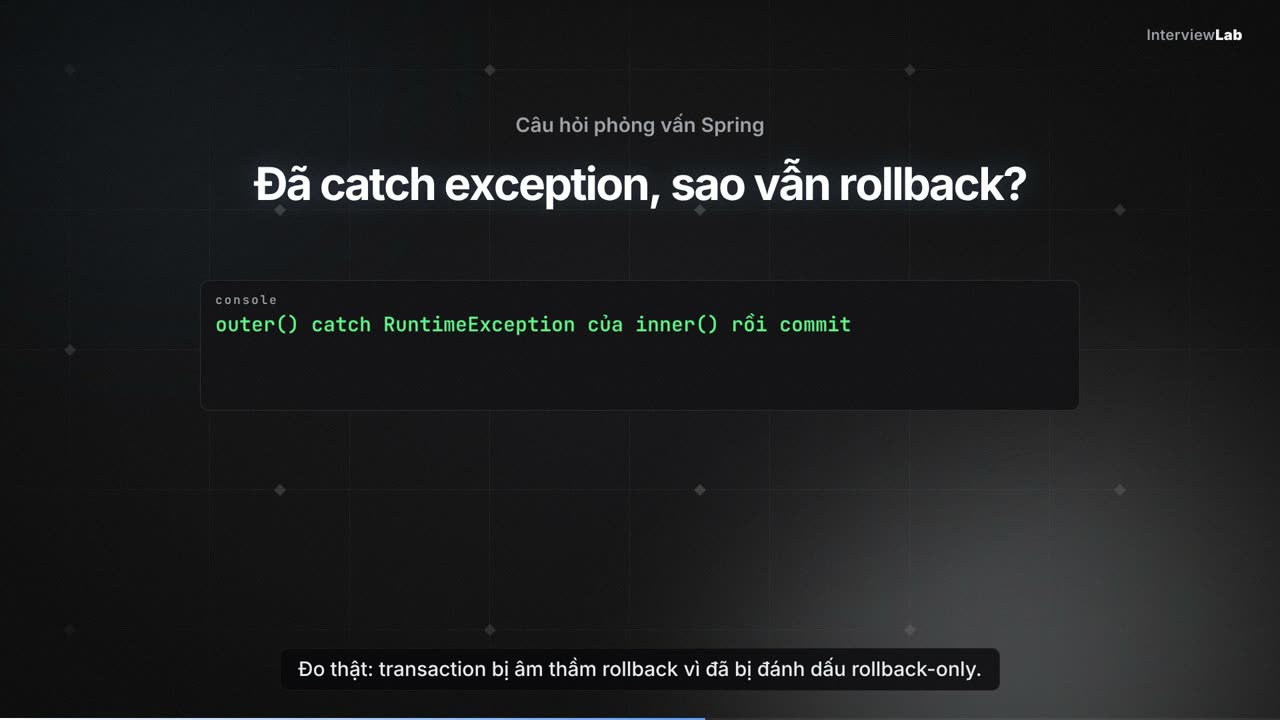 InterviewLab
Câu hỏi phỏng vấn Spring
Đã catch exception, sao vẫn rollback?
console
outer() catch RuntimeException của inner() rồi commit
Đo thật: transaction bị âm thầm rollback vì đã bị đánh dấu rollback-only.